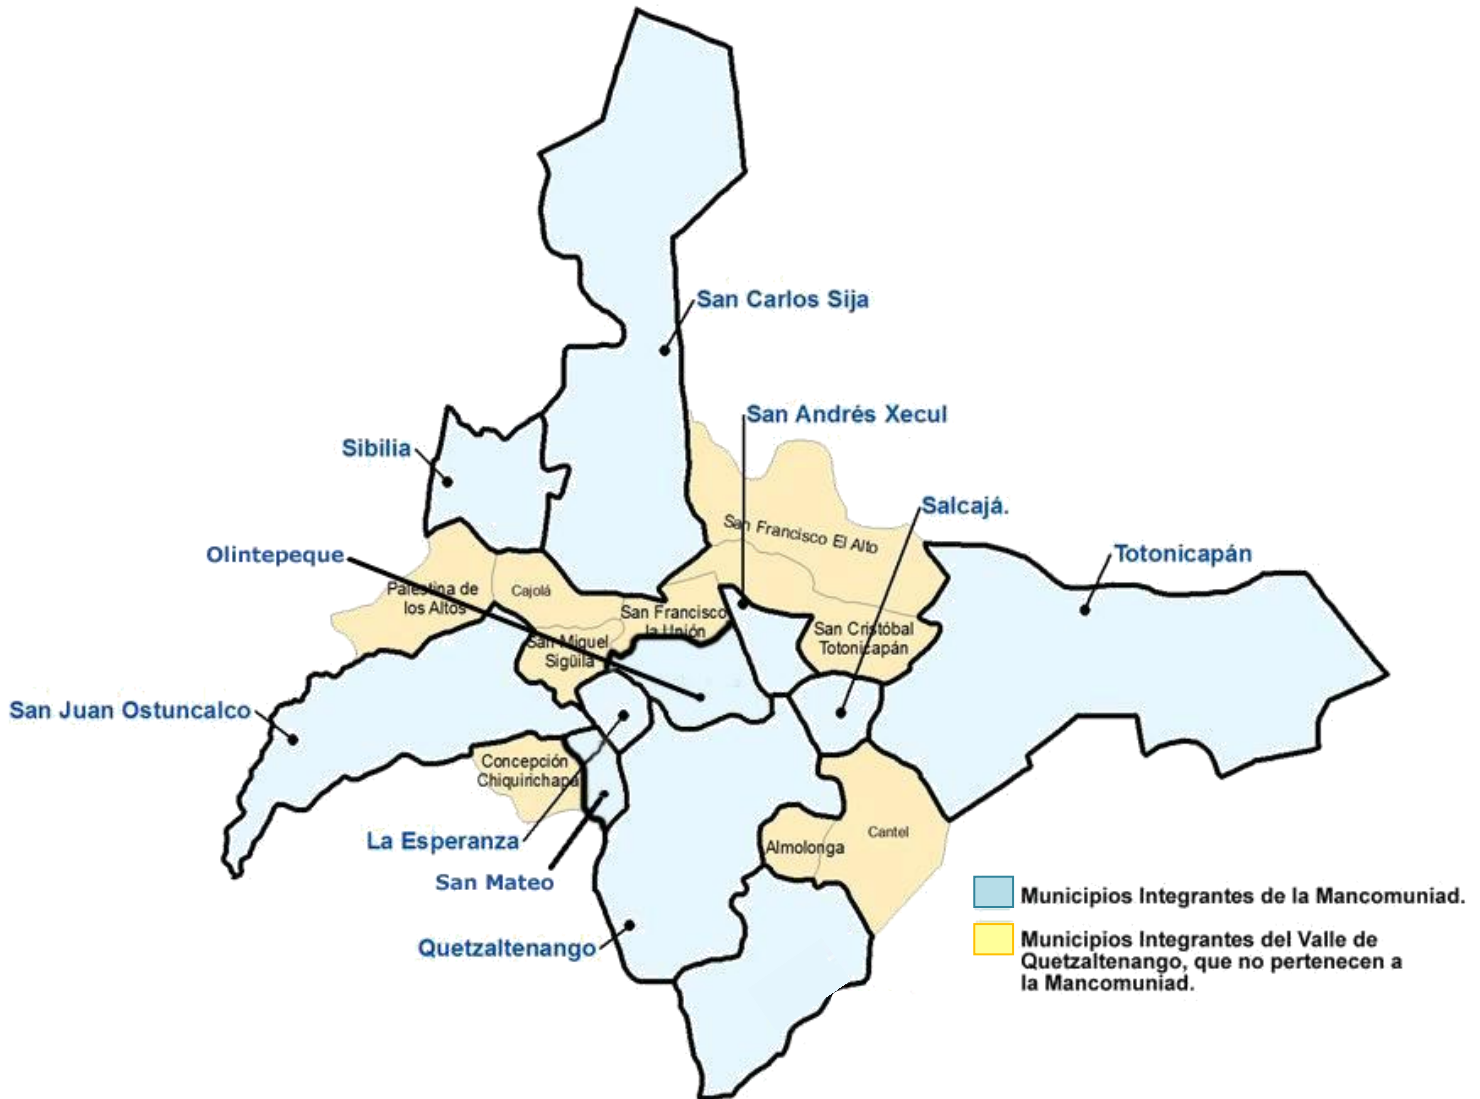 San Carlos Sija
San Andrés Xecul
Sibilia
Salcajá.
San Francisco El Alto
Olintepeque
Totonicapán
Palestina de
los Altos
Cajolá
San Francisco
la Unión
San Cristóbal
Totonicapán
San Miguel
Sigüila
San Juan Ostuncalco
Concepción
Chiquirichapa
La Esperanza
Almolonga
Cantel
San Mateo
Quetzaltenango
Municipios Integrantes de la Mancomuniad.
Municipios Integrantes del Valle de
Quetzaltenango, que no pertenecen a
la Mancomuniad.